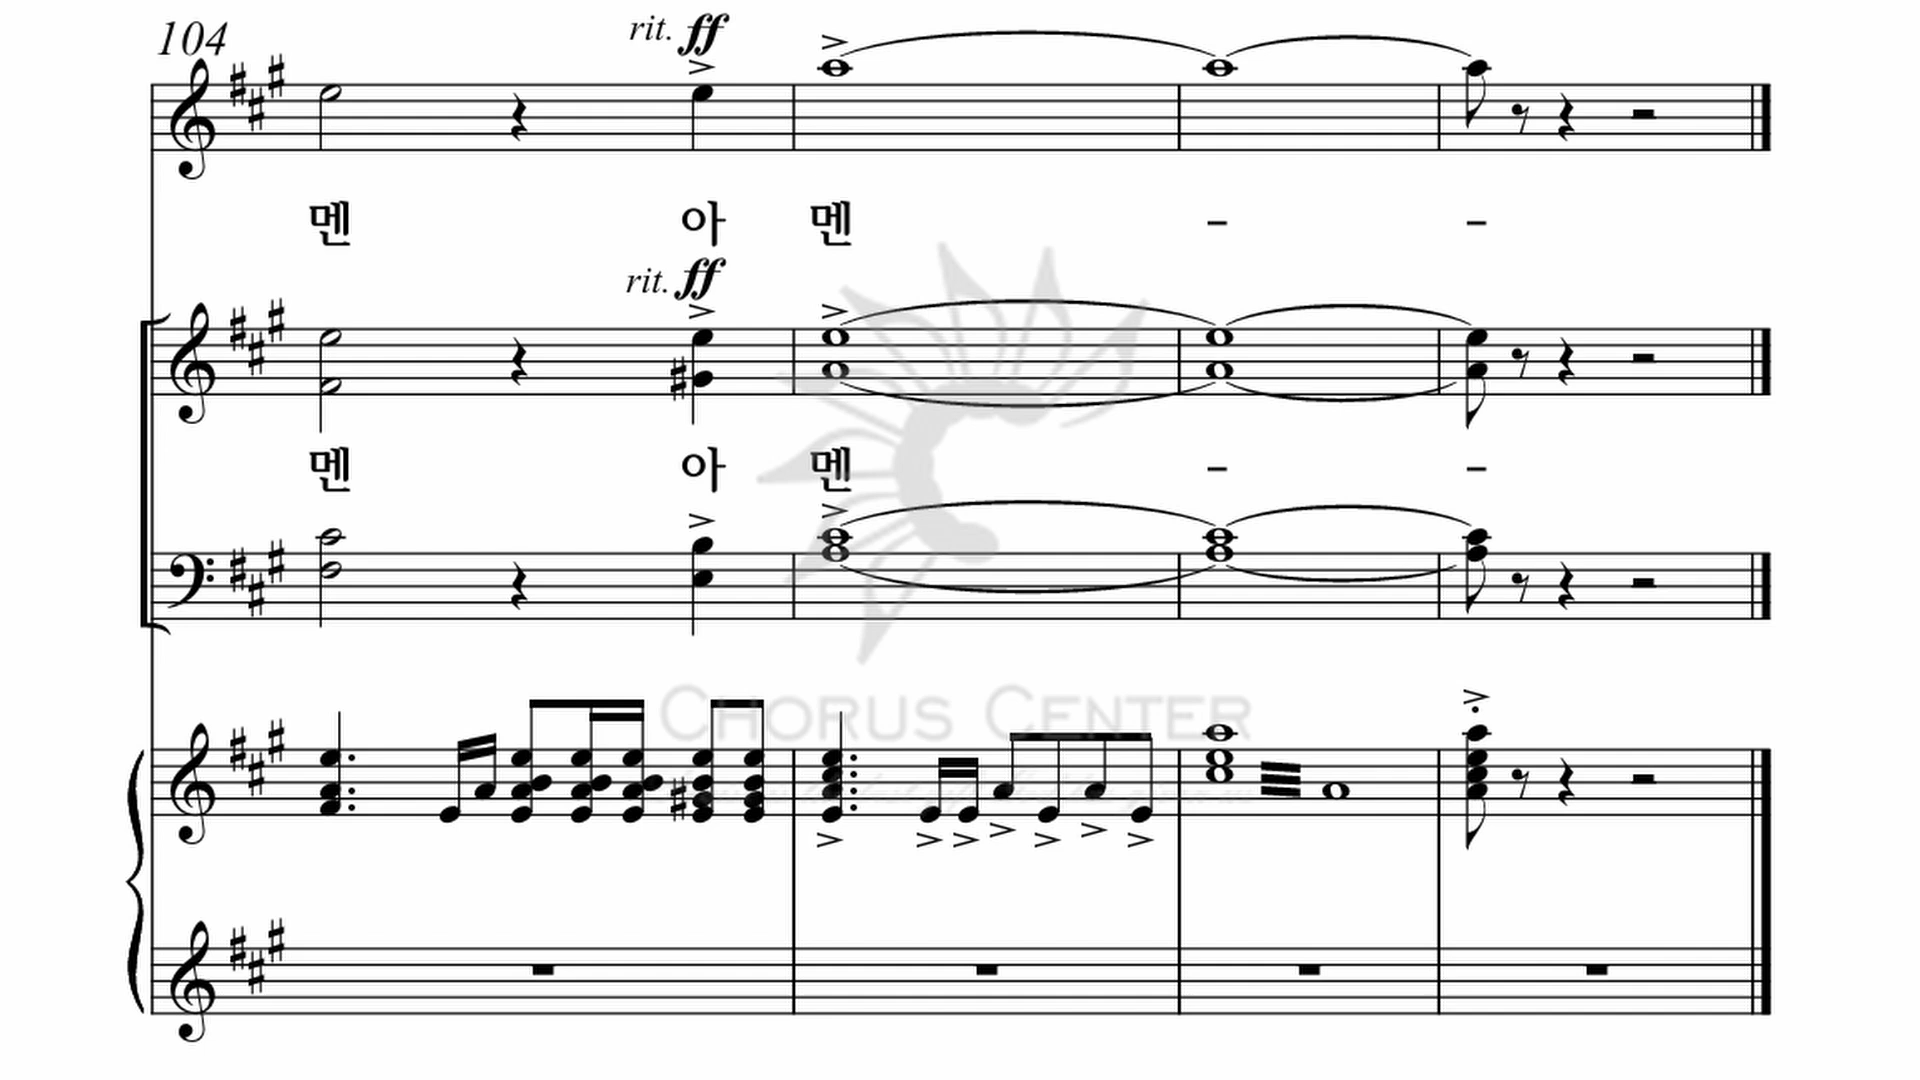 104
rit. ff
멘 아 멘 – –
rit. ff
멘 아 멘 – –
CHORUS CENTER